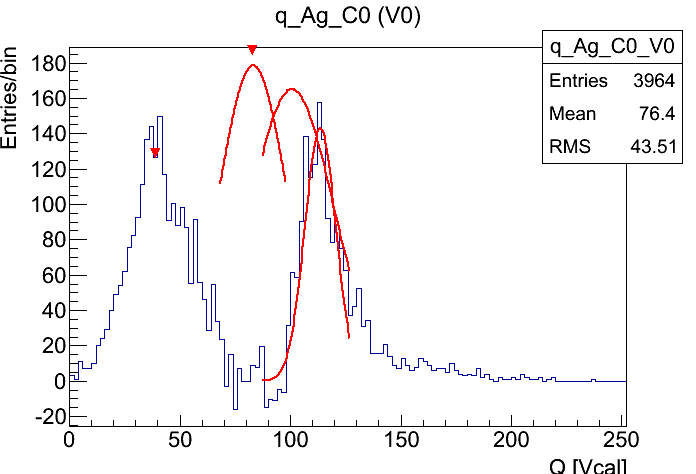 q_Ag_C0 (V0)
q_Ag_C0_V0
Entries 3964
Mean 76.4
RMS 43.51
Entries/bin
180
160
140
120
100
80
60
40
20
0
-20
0 50 100 150 200 250
Q [Vcal]